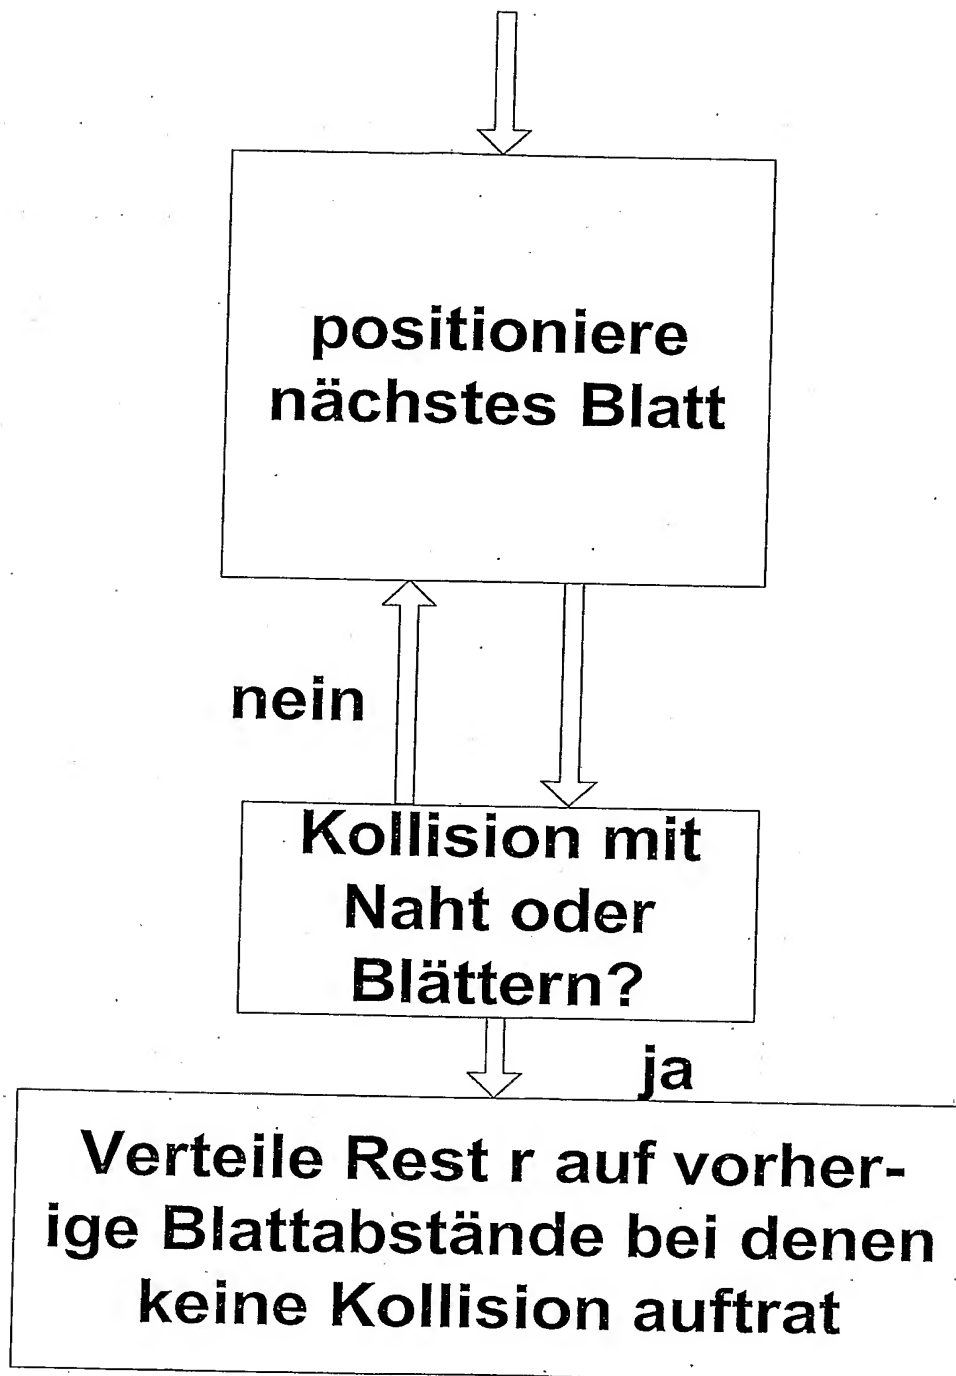 positioniere
nächstes Blatt
nein
Kollision mit
Naht oder
Blättern?
ja
Verteile Rest r auf vorher-
ige Blattabstände bei denen
keine Kollision auftrat